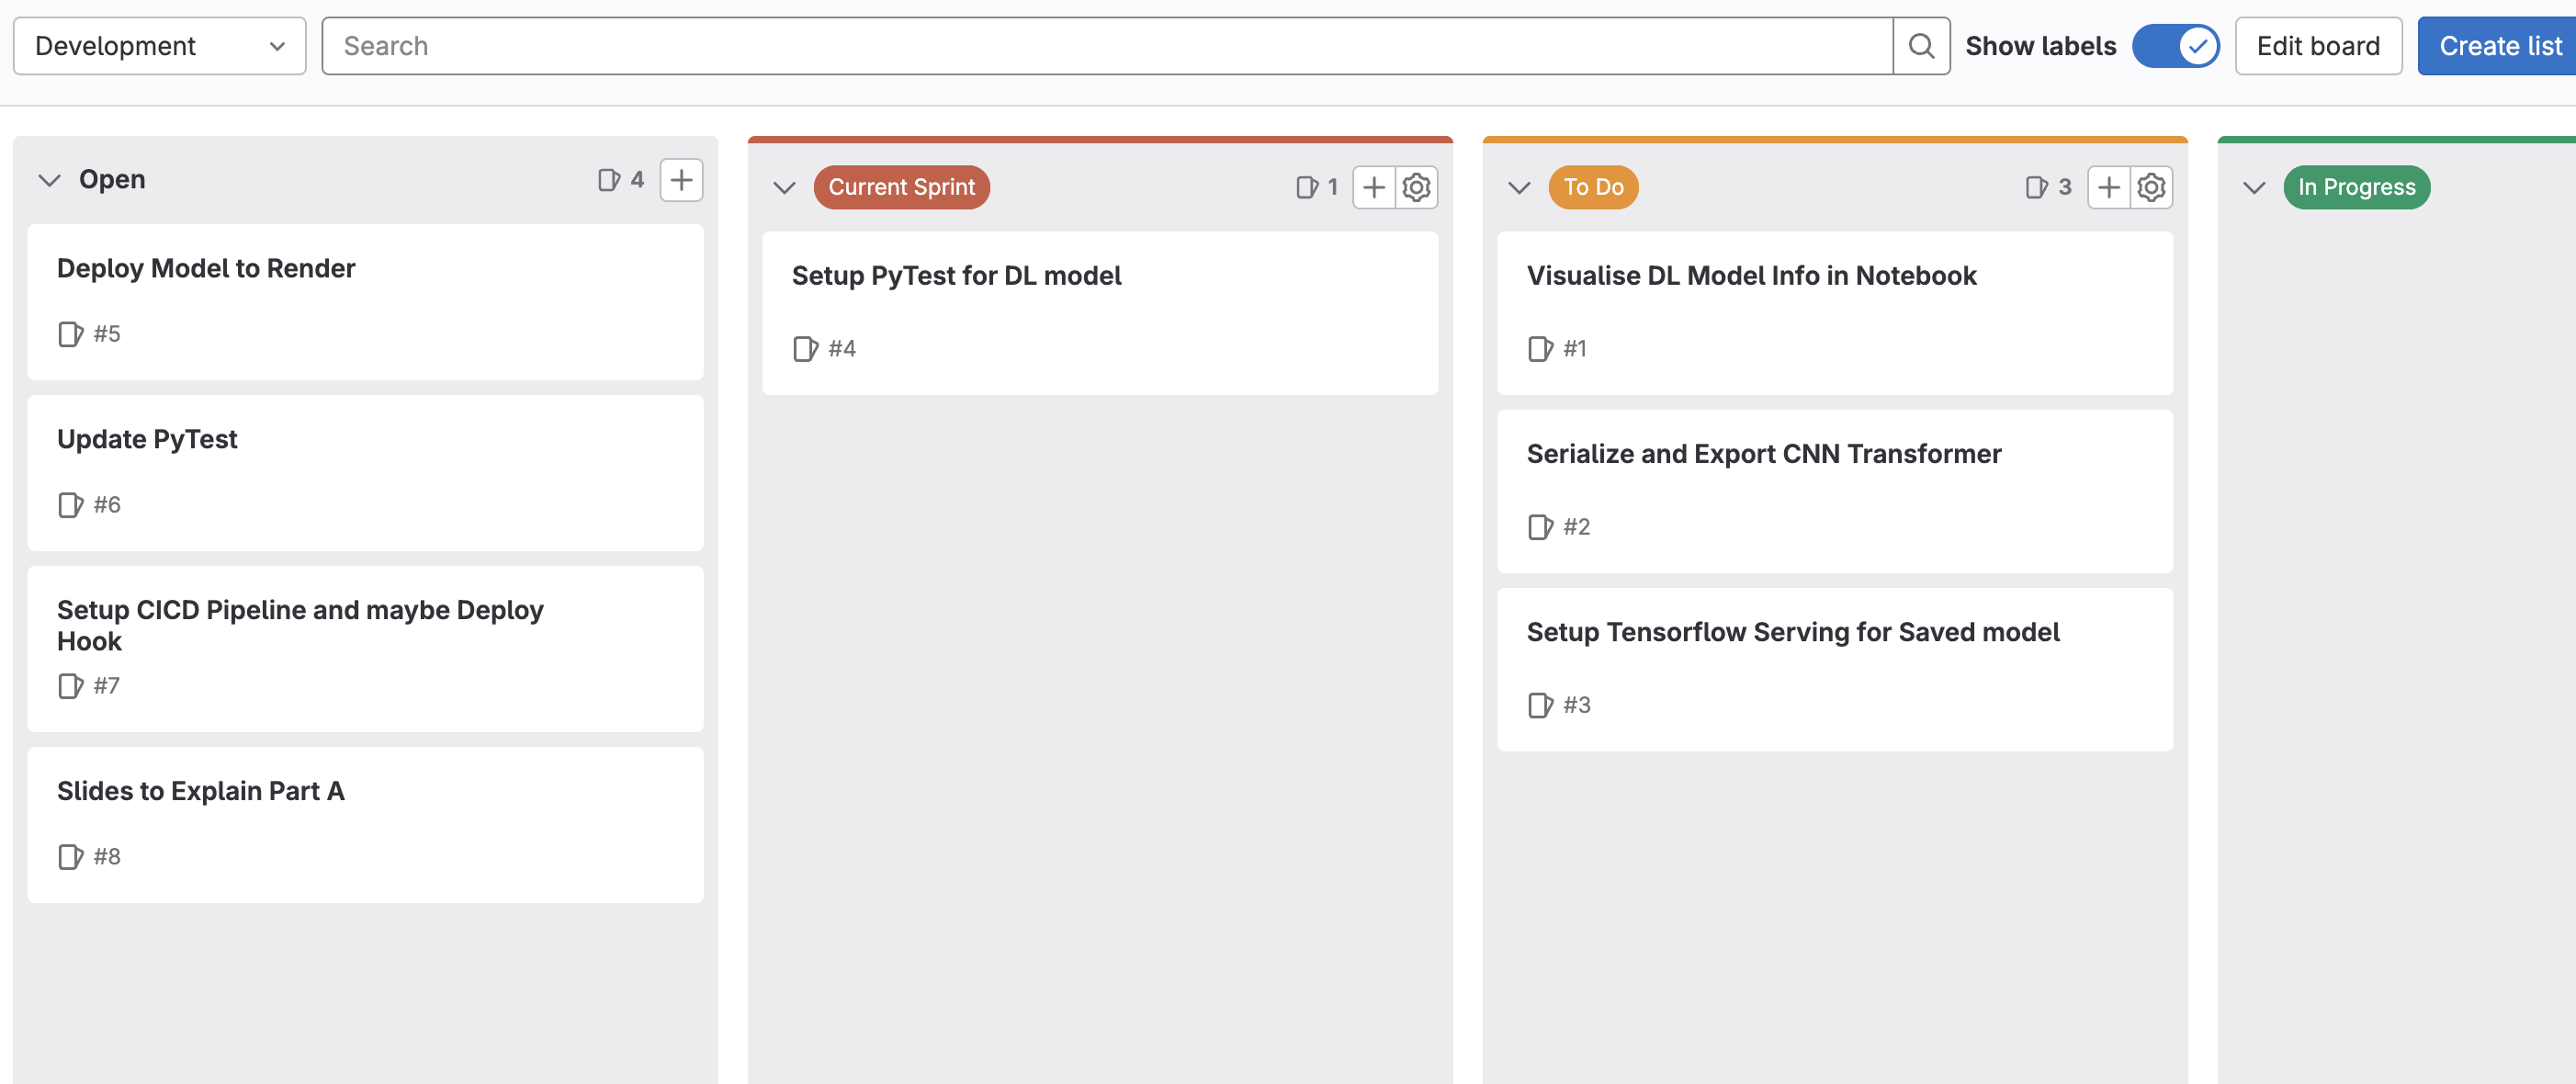 Development
Search
Show labels
Edit board
Create list
Open
4
Deploy Model to Render
#5
Update PyTest
#6
Setup CICD Pipeline and maybe Deploy
Hook
#7
Slides to Explain Part A
#8
Current Sprint
1
Setup PyTest for DL model
#4
To Do
3
Visualise DL Model Info in Notebook
#1
Serialize and Export CNN Transformer
#2
Setup Tensorflow Serving for Saved model
#3
In Progress